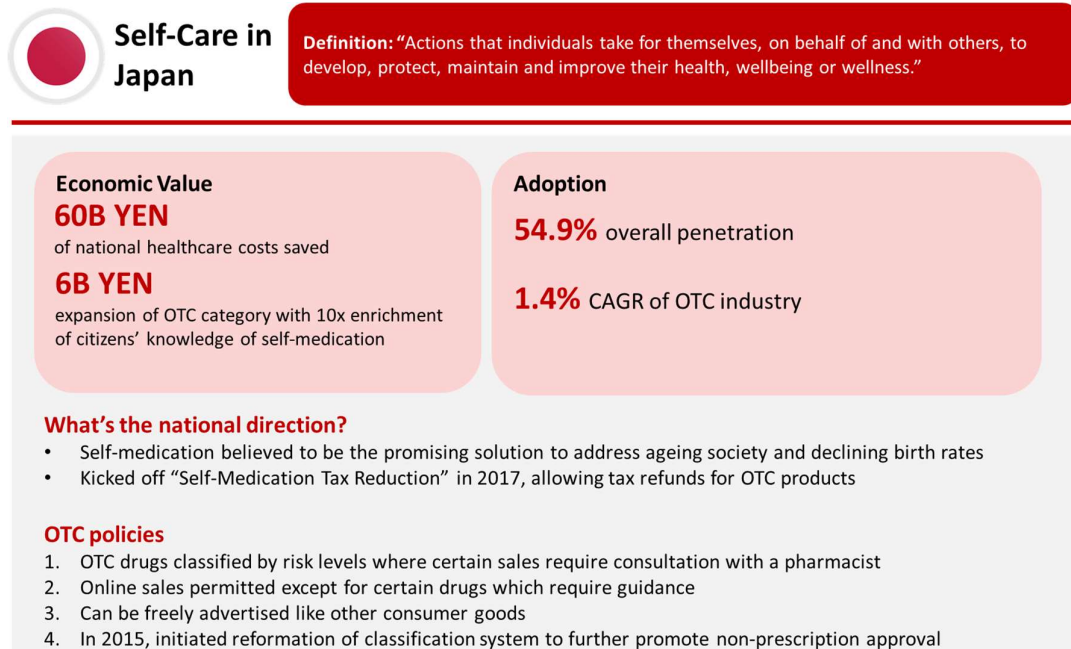 Self-Care in
Japan
Definition: “Actions that individuals take for themselves, on behalf of and with others, to
develop, protect, maintain and improve their health, wellbeing or wellness.”
Economic Value
60B YEN
of national healthcare costs saved
6B YEN
expansion of OTC category with 10x enrichment
of citizens’ knowledge of self-medication
Adoption
54.9% overall penetration
1.4% CAGR of OTC industry
What’s the national direction?
• Self-medication believed to be the promising solution to address ageing society and declining birth rates
• Kicked off “Self-Medication Tax Reduction” in 2017, allowing tax refunds for OTC products
OTC policies
1. OTC drugs classified by risk levels where certain sales require consultation with a pharmacist
2. Online sales permitted except for certain drugs which require guidance
3. Can be freely advertised like other consumer goods
4. In 2015, initiated reformation of classification system to further promote non-prescription approval